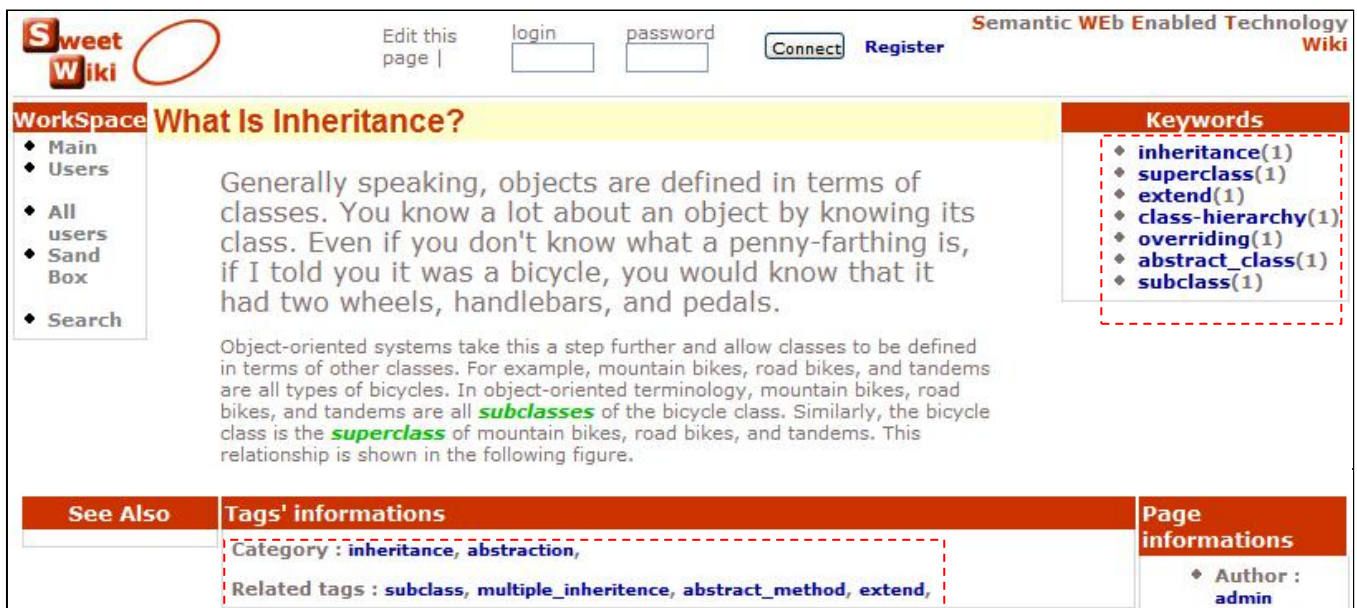 Sweet
Wiki
Edit this
page |
login
password
Connect
Register
Semantic WEb Enabled Technology
Wiki
WorkSpace
Main
Users
All
users
Sand
Box
Search
What Is Inheritance?
Generally speaking, objects are defined in terms of
classes. You know a lot about an object by knowing its
class. Even if you don't know what a penny-farthing is,
if I told you it was a bicycle, you would know that it
had two wheels, handlebars, and pedals.
Object-oriented systems take this a step further and allow classes to be defined
in terms of other classes. For example, mountain bikes, road bikes, and tandems
are all types of bicycles. In object-oriented terminology, mountain bikes, road
bikes, and tandems are all subclasses of the bicycle class. Similarly, the bicycle
class is the superclass of mountain bikes, road bikes, and tandems. This
relationship is shown in the following figure.
Keywords
inheritance(1)
superclass(1)
extend(1)
class-hierarchy(1)
overriding(1)
abstract_class(1)
subclass(1)
See Also
Tags' informations
Category : inheritance, abstraction,
Related tags : subclass, multiple_inheritence, abstract_method, extend,
Page
informations
Author :
admin